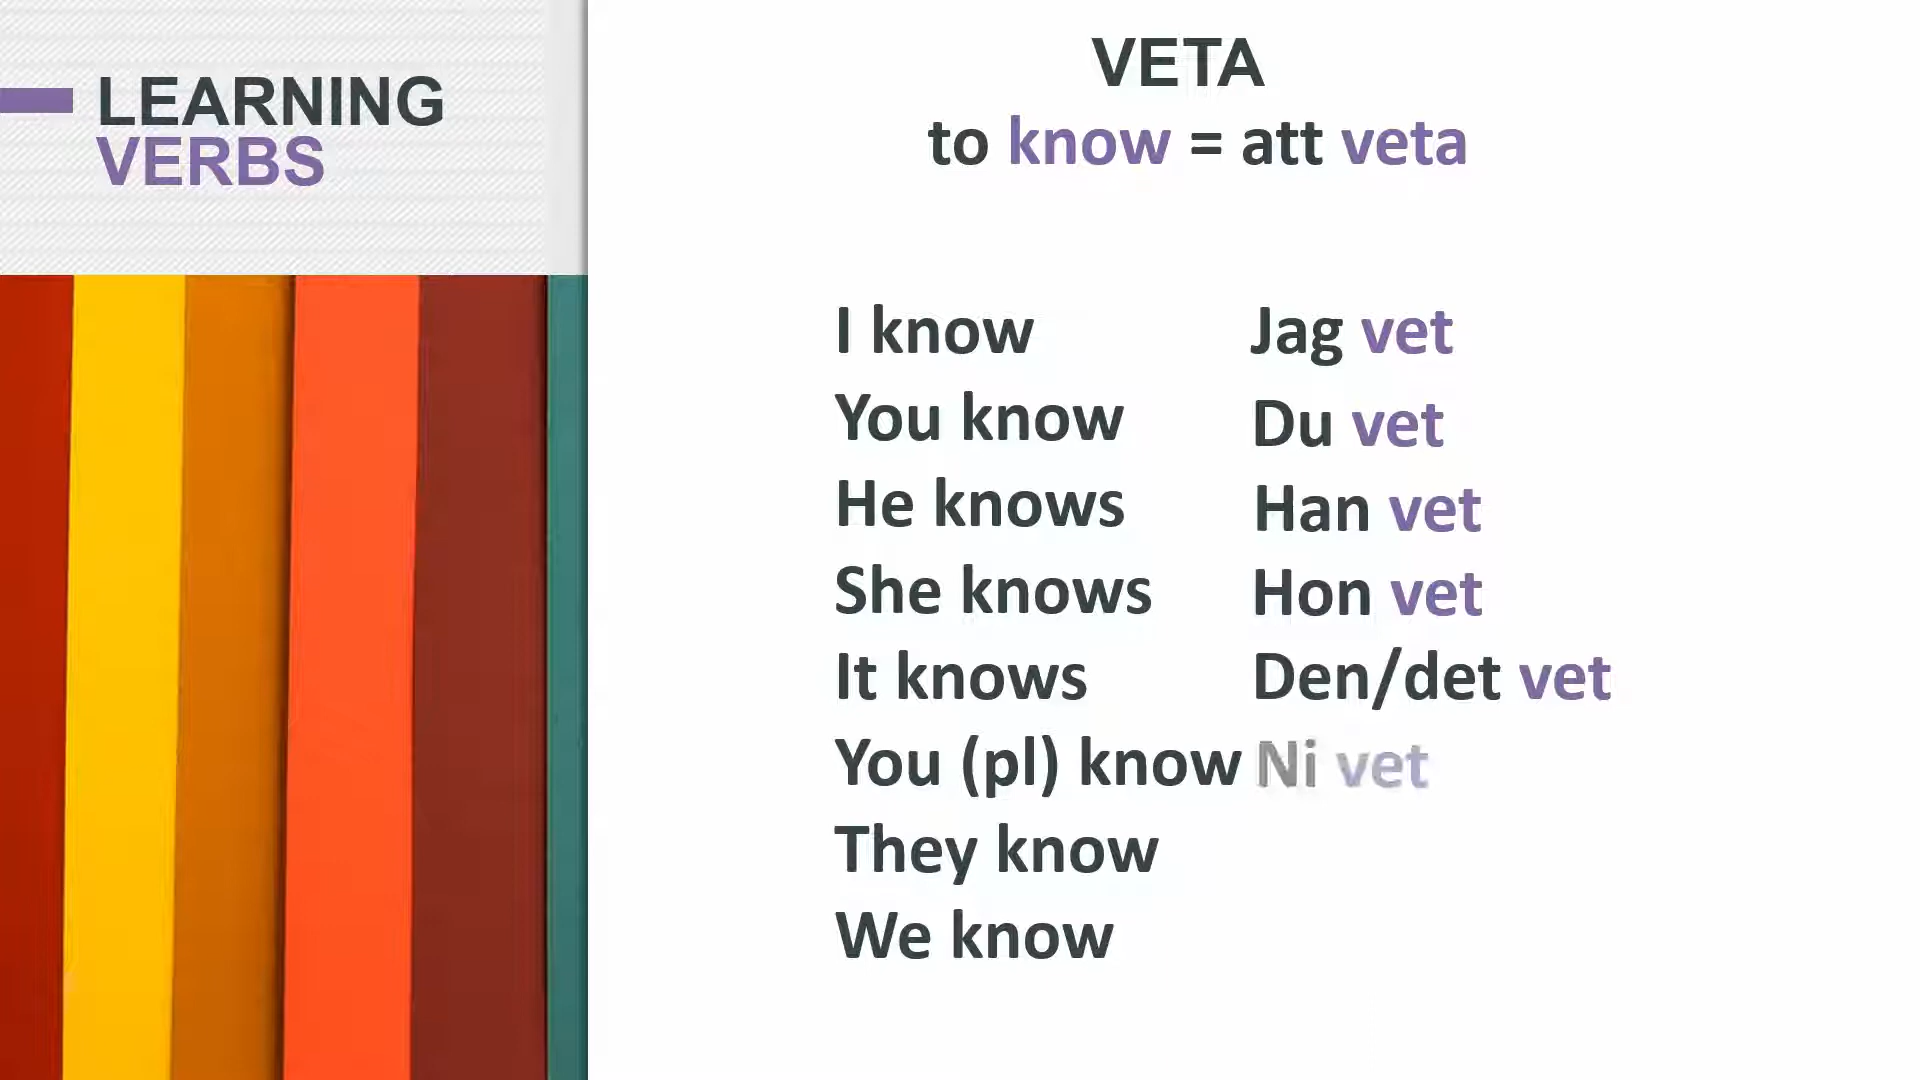 LEARNING
VERBS
VETA
to know = att veta
I know Jag vet
You know Du vet
He knows Han vet
She knows Hon vet
It knows Den/det vet
You (pl) know Ni vet
They know
We know